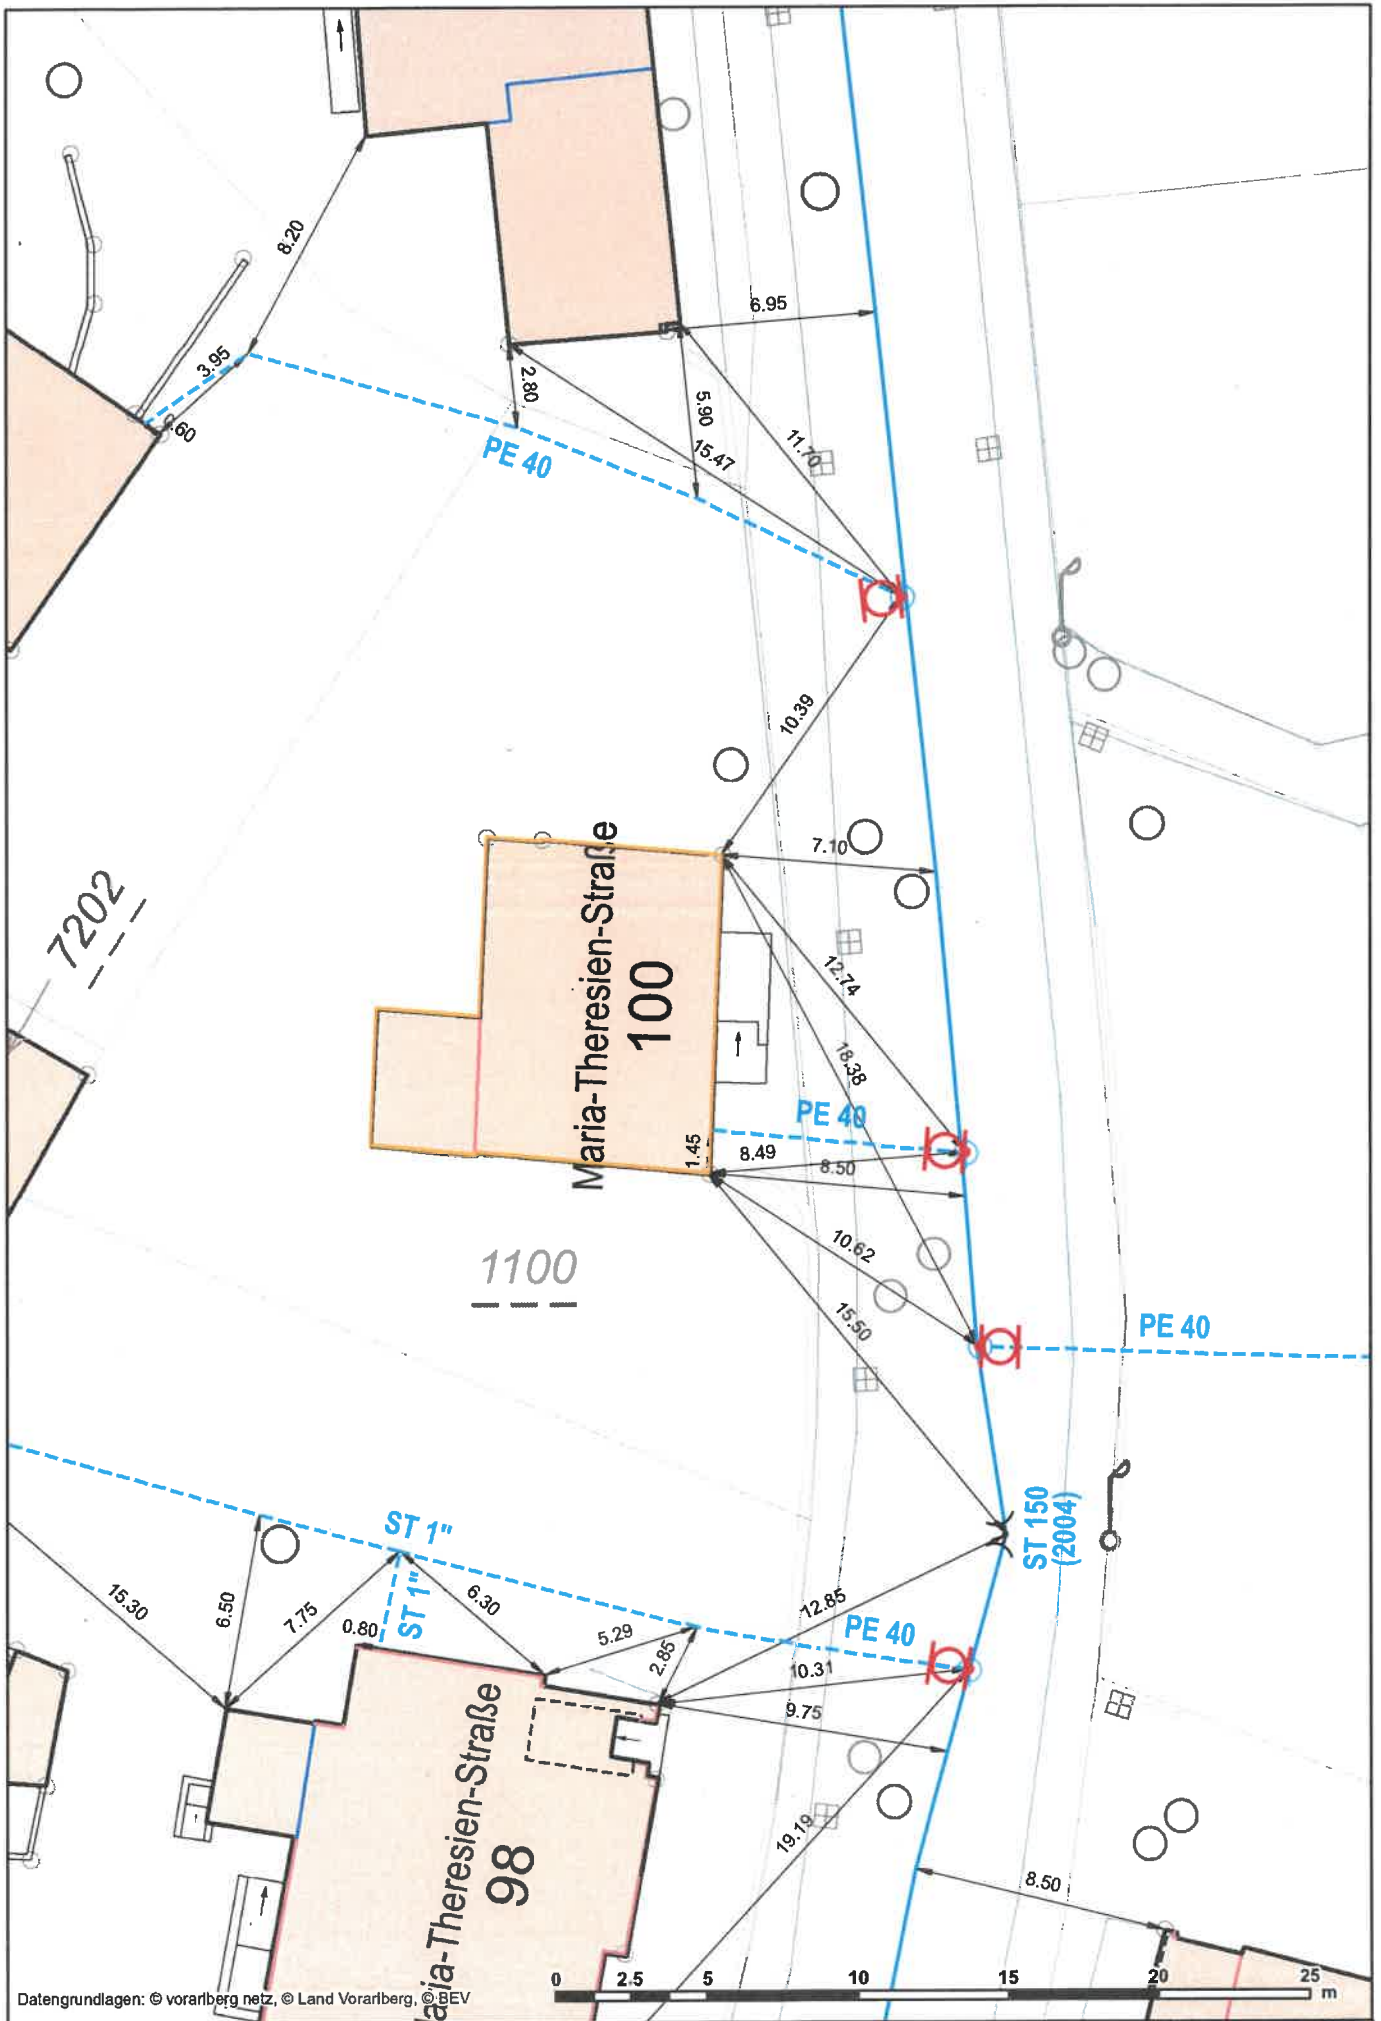 8.20
6.95
3.95
0.60
2.80
5.90
11.70
15.47
PE 40
10.39
7.10
7202
Maria-Theresien-Straße
100
12.74
18.38
PE 40
1.45
8.49
8.50
10.62
1100
15.50
PE 40
ST 150
(2004)
ST 1"
ST 1"
15.30
6.50
7.75
6.30
0.80
5.29
2.85
12.85
PE 40
10.31
9.75
19.19
aria-Theresien-Straße
98
8.50
0 2.5 5 10 15 20 25
m
Datengrundlagen: © vorarlberg netz, © Land Vorarlberg, © BEV